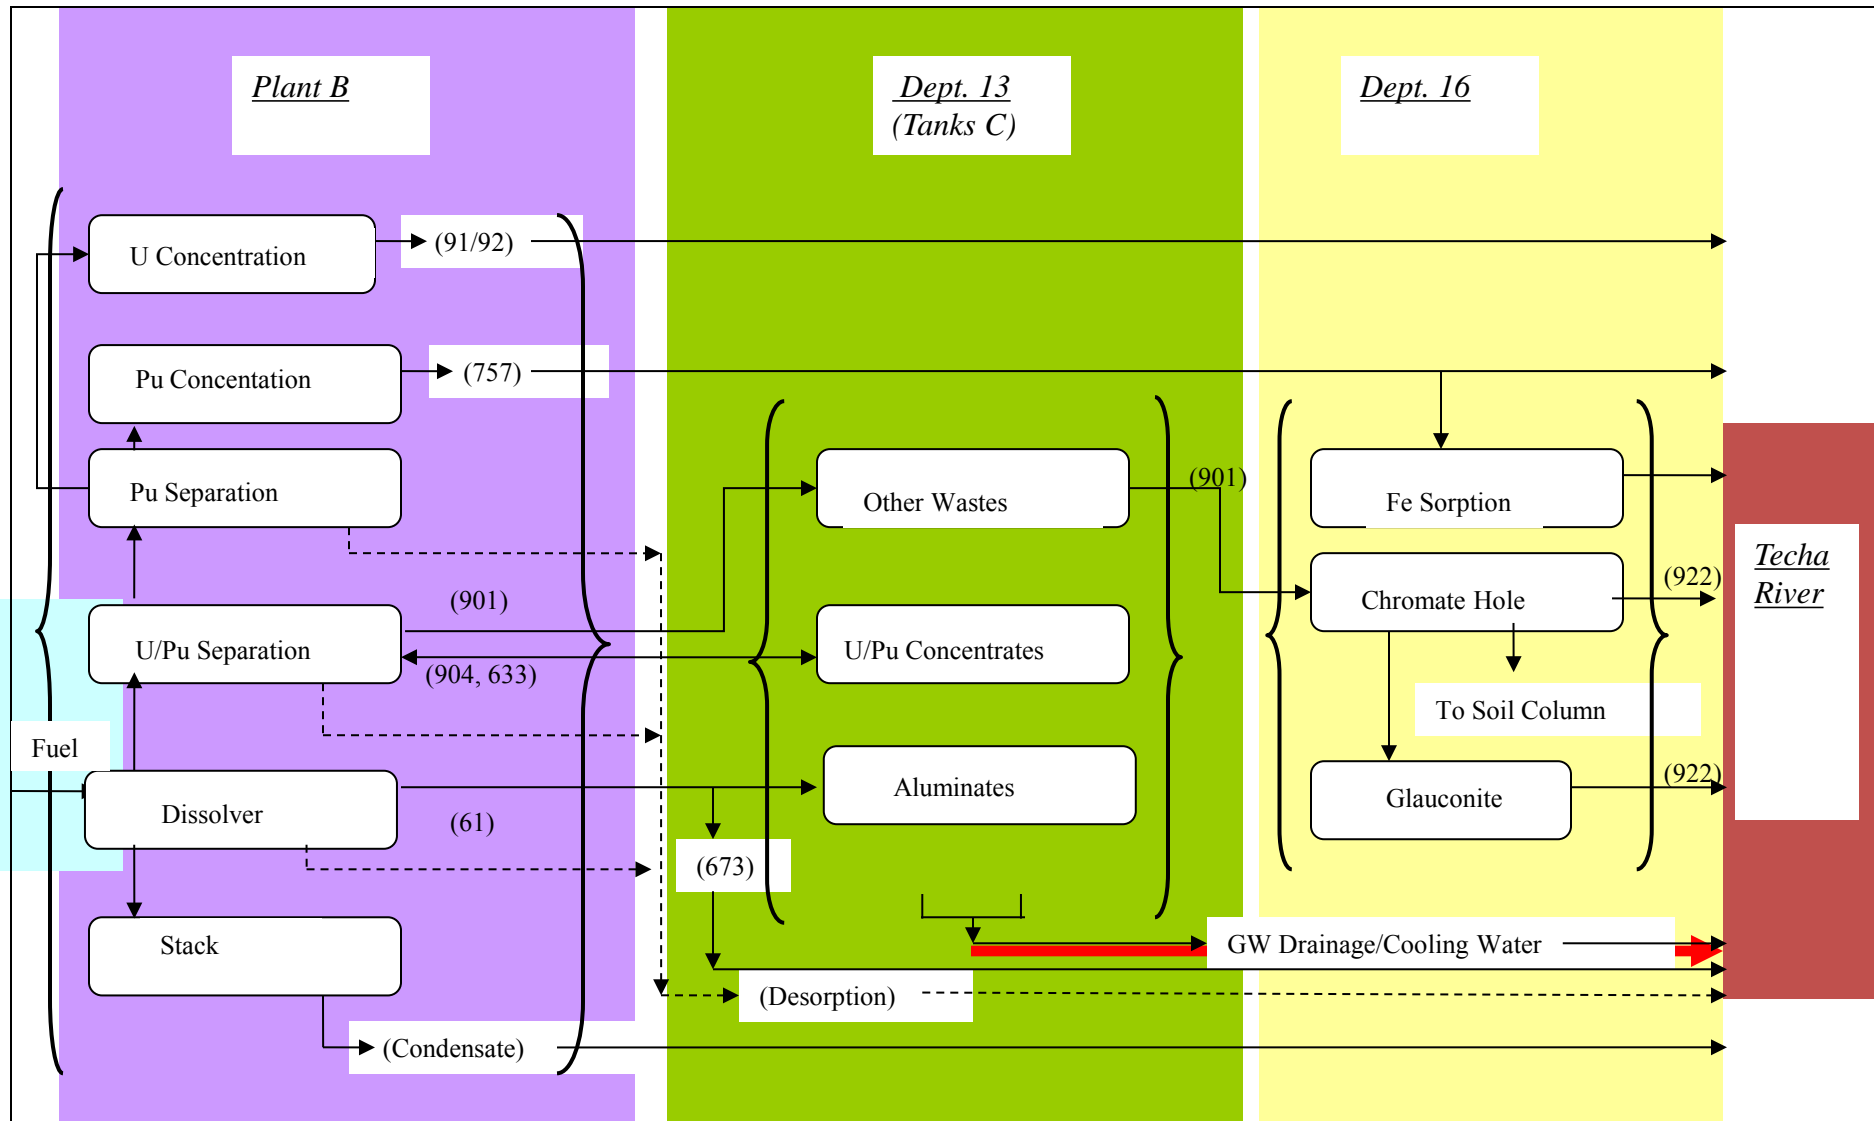 Plant B
Dept. 13
(Tanks C)
Dept. 16
U Concentration
(91/92)
Pu Concentation
(757)
Pu Separation
Other Wastes
(901)
Fe Sorption
Techa
River
(901)
Chromate Hole
(922)
U/Pu Separation
(904, 633)
U/Pu Concentrates
To Soil Column
Fuel
Dissolver
(61)
Aluminates
(673)
Glauconite
(922)
Stack
GW Drainage/Cooling Water
(Desorption)
(Condensate)